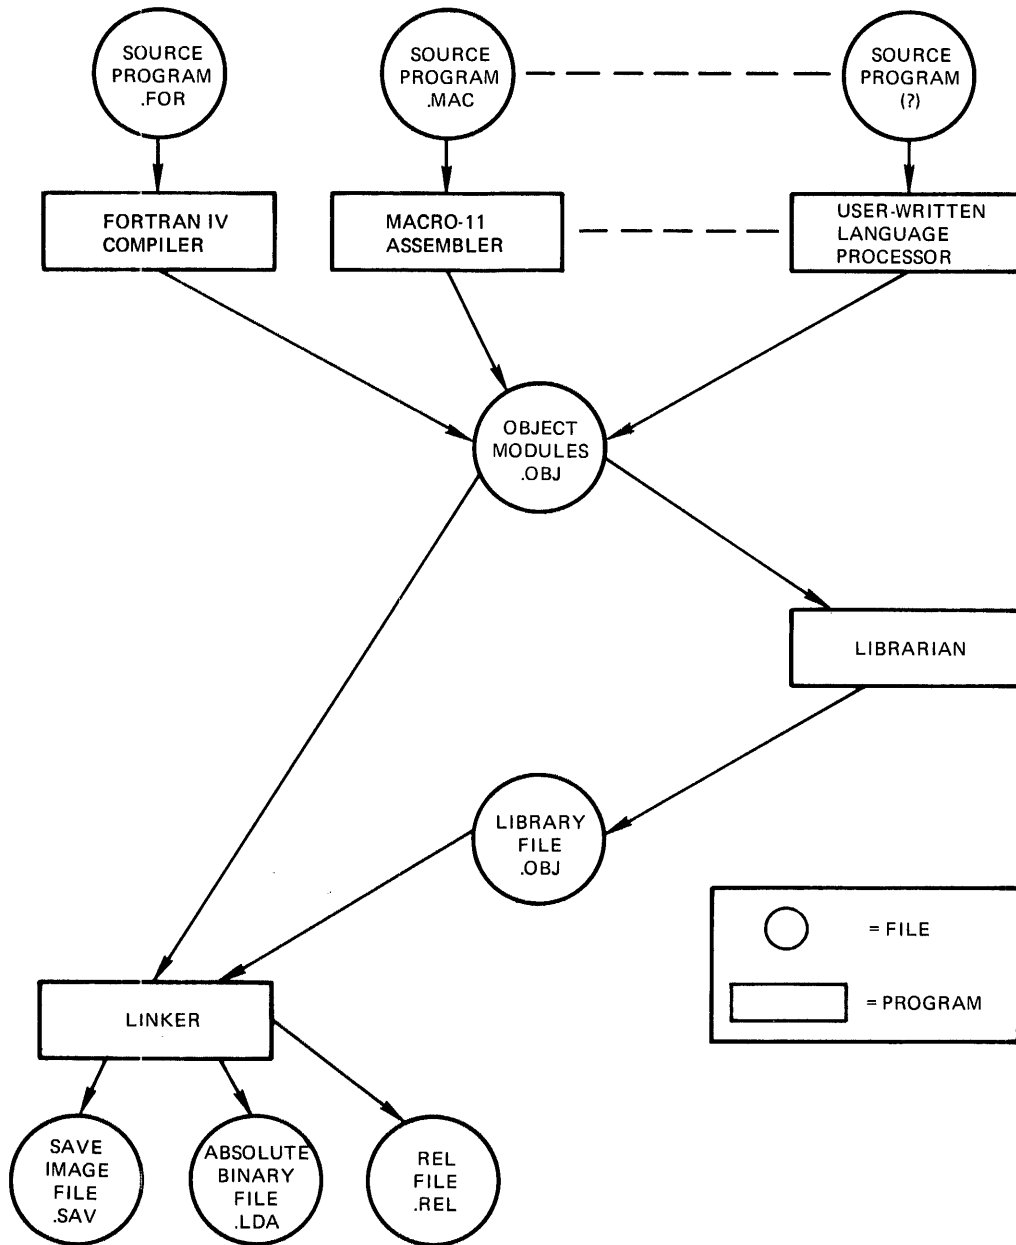 SOURCE
PROGRAM
.FOR
SOURCE
PROGRAM
.MAC
SOURCE
PROGRAM
(?)
FORTRAN IV
COMPILER
MACRO-11
ASSEMBLER
USER-WRITTEN
LANGUAGE
PROCESSOR
OBJECT
MODULES
.OBJ
LIBRARIAN
LIBRARY
FILE
.OBJ
= FILE
= PROGRAM
LINKER
SAVE
IMAGE
FILE
.SAV
ABSOLUTE
BINARY
FILE
.LDA
REL
FILE
.REL